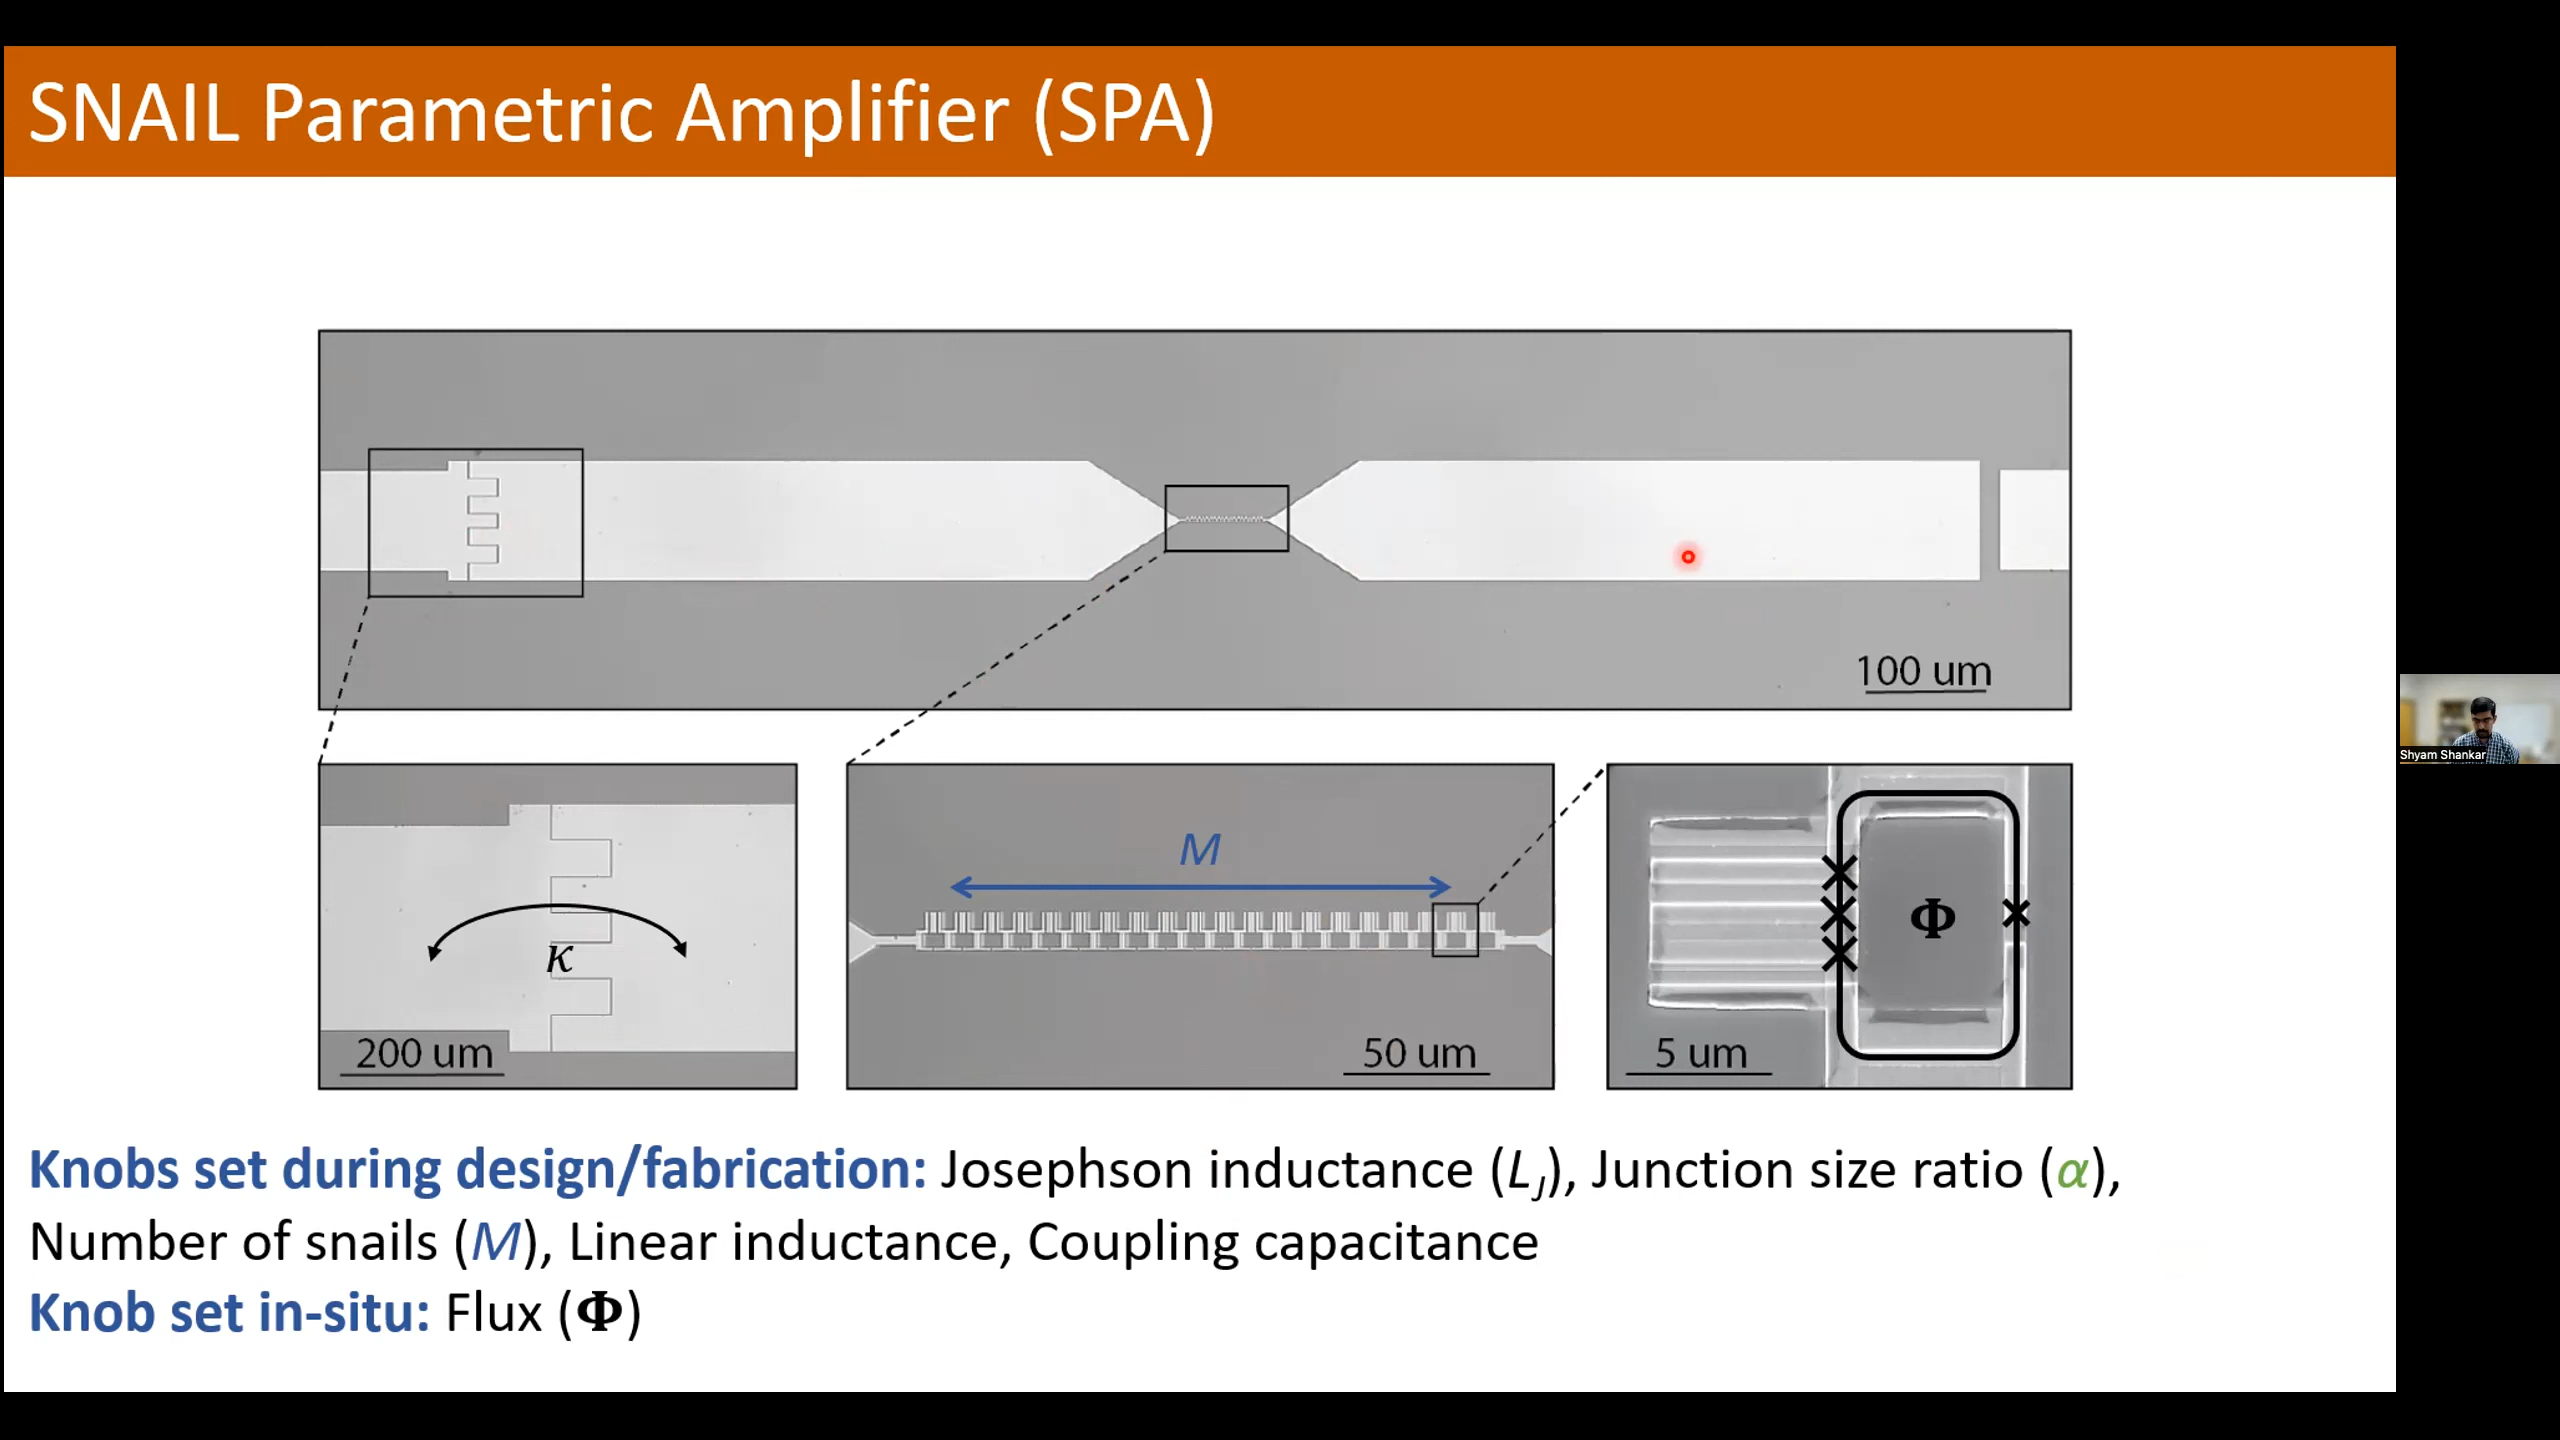 SNAIL Parametric Amplifier (SPA)
100 um
κ
200 um
M
50 um
Φ
5 um
Shyam Shankar
Knobs set during design/fabrication: Josephson inductance (LJ), Junction size ratio (α),
Number of snails (M), Linear inductance, Coupling capacitance
Knob set in-situ: Flux (Φ)